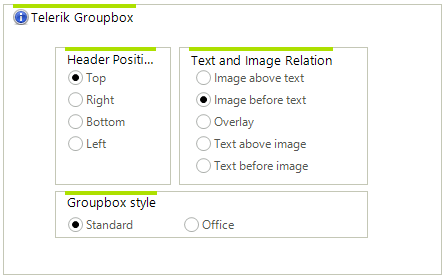 Telerik Groupbox
Header Positi...
Top
Right
Bottom
Left
Text and Image Relation
Image above text
Image before text
Overlay
Text above image
Text before image
Groupbox style
Standard
Office